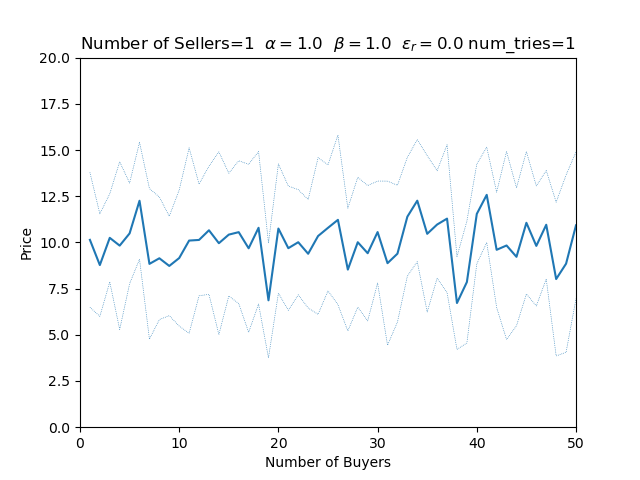 Number of Sellers=1 α = 1.0 β = 1.0 εᵣ = 0.0 num_tries=1
20.0
17.5
15.0
12.5
10.0
7.5
5.0
2.5
0.0
Price
0 10 20 30 40 50
Number of Buyers